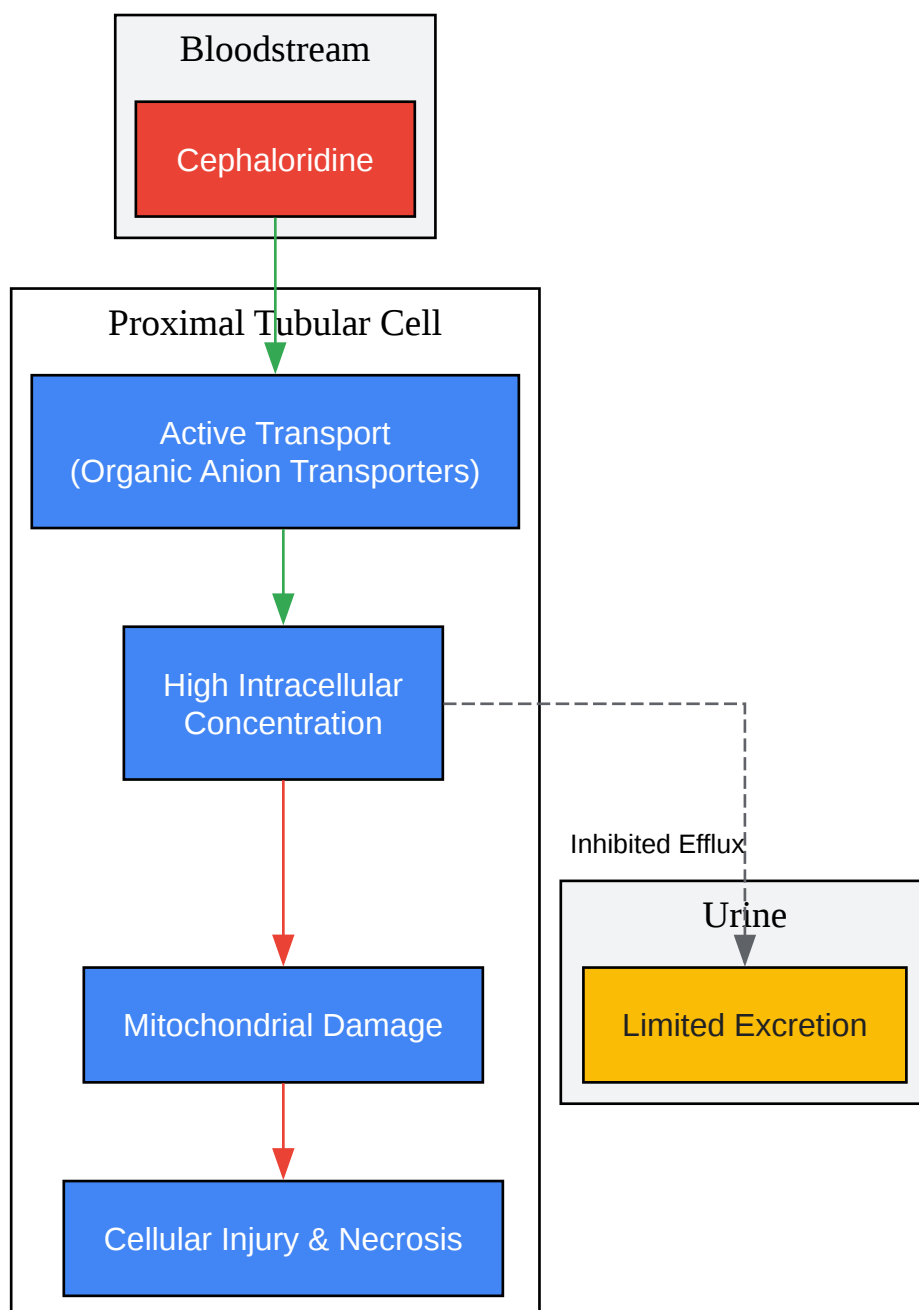 Bloodstream
Cephaloridine
Proximal Tubular Cell
Active Transport
(Organic Anion Transporters)
High Intracellular
Concentration
Inhibited Efflux
Urine
Mitochondrial Damage
Limited Excretion
Cellular Injury & Necrosis